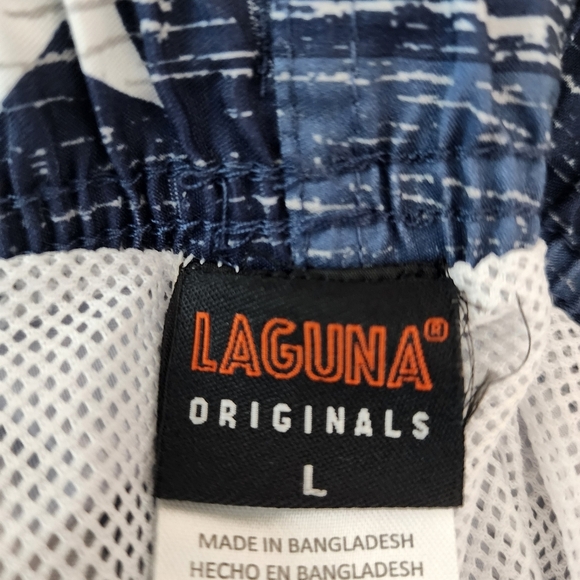 LAGUNA®
ORIGINALS
L
MADE IN BANGLADESH
HECHO EN BANGLADESH